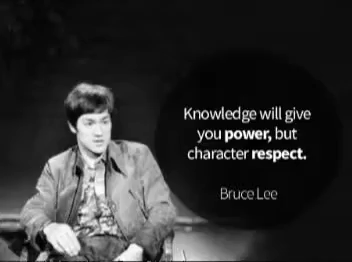 Knowledge will give
you power, but
character respect.
Bruce Lee